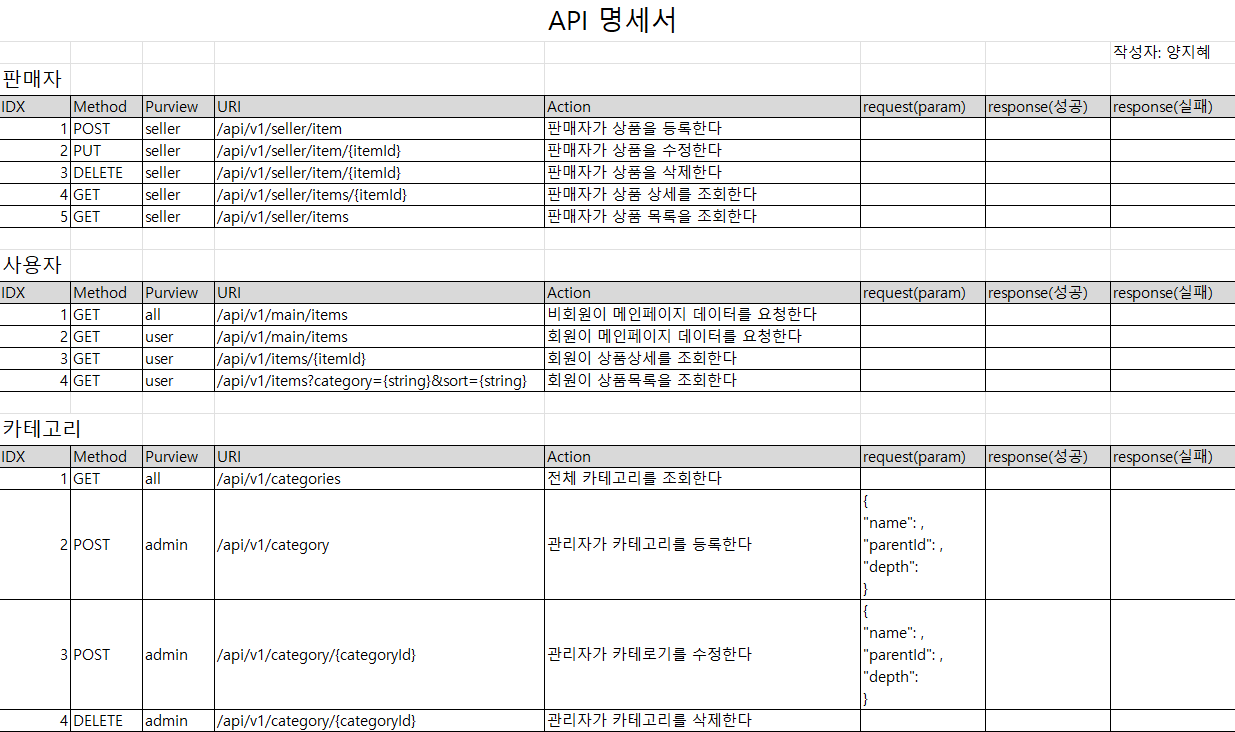 API 명세서
작성자: 양지혜
판매자
IDX Method Purview URI Action request(param) response(성공) response(실패)
1 POST seller /api/v1/seller/item 판매자가 상품을 등록한다
2 PUT seller /api/v1/seller/item/{itemId} 판매자가 상품을 수정한다
3 DELETE seller /api/v1/seller/item/{itemId} 판매자가 상품을 삭제한다
4 GET seller /api/v1/seller/items/{itemId} 판매자가 상품 상세를 조회한다
5 GET seller /api/v1/seller/items 판매자가 상품 목록을 조회한다
사용자
IDX Method Purview URI Action request(param) response(성공) response(실패)
1 GET all /api/v1/main/items 비회원이 메인페이지 데이터를 요청한다
2 GET user /api/v1/main/items 회원이 메인페이지 데이터를 요청한다
3 GET user /api/v1/items/{itemId} 회원이 상품상세를 조회한다
4 GET user /api/v1/items?category={string}&sort={string} 회원이 상품목록을 조회한다
카테고리
IDX Method Purview URI Action request(param) response(성공) response(실패)
1 GET all /api/v1/categories 전체 카테고리를 조회한다
2 POST admin /api/v1/category 관리자가 카테고리를 등록한다
{
"name": ,
"parentId": ,
"depth":
}
3 POST admin /api/v1/category/{categoryId} 관리자가 카테로기를 수정한다
{
"name": ,
"parentId": ,
"depth":
}
4 DELETE admin /api/v1/category/{categoryId} 관리자가 카테고리를 삭제한다